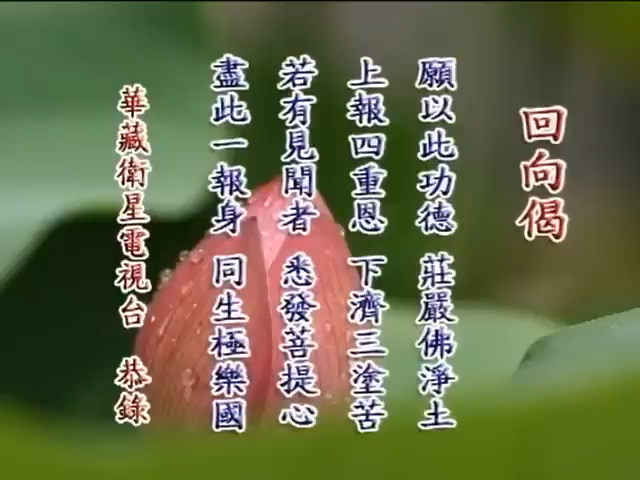 回向偈
願以此功德 莊嚴佛淨土
上報四重恩 下濟三塗苦
若有見聞者 悉發菩提心
盡此一報身 同生極樂國
華藏衛星電視台 恭錄